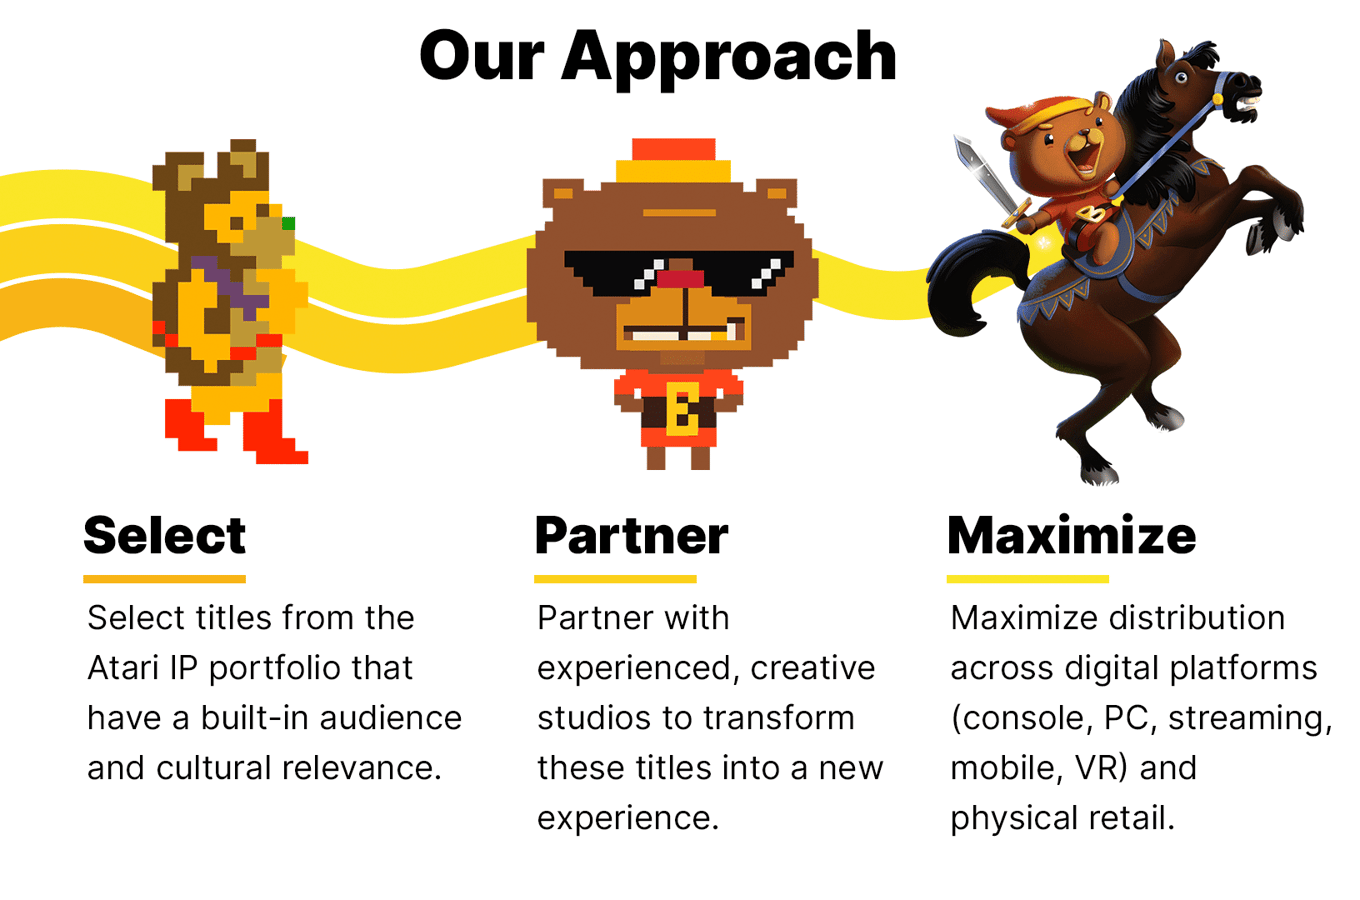 Our Approach
B
B
Select
Select titles from the
Atari IP portfolio that
have a built-in audience
and cultural relevance.
Partner
Partner with
experienced, creative
studios to transform
these titles into a new
experience.
Maximize
Maximize distribution
across digital platforms
(console, PC, streaming,
mobile, VR) and
physical retail.